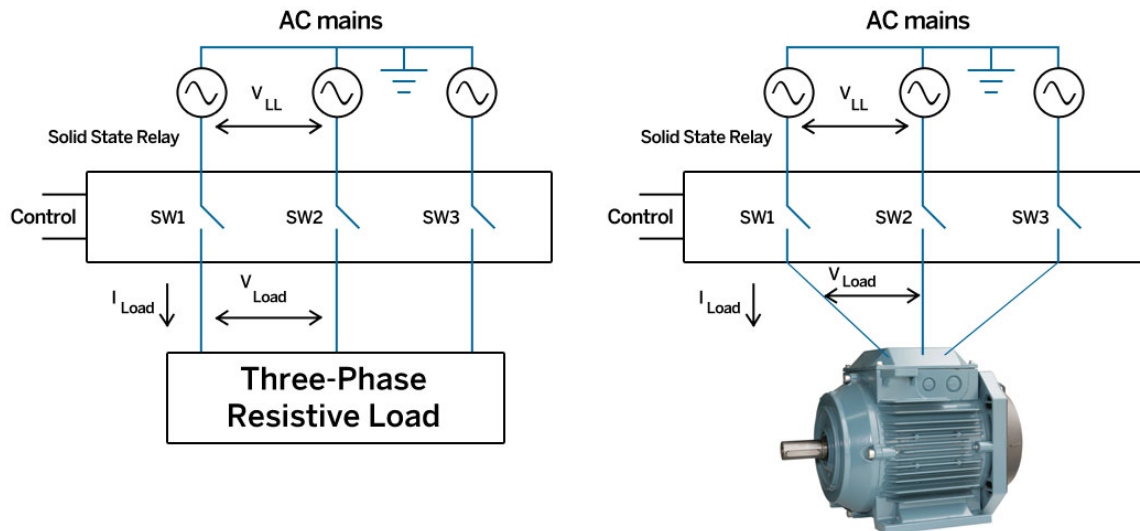 AC mains
V LL
Solid State Relay
Control
SW1
SW2
SW3
I Load
V Load
Three-Phase
Resistive Load
AC mains
V LL
Solid State Relay
Control
SW1
SW2
SW3
V Load
I Load